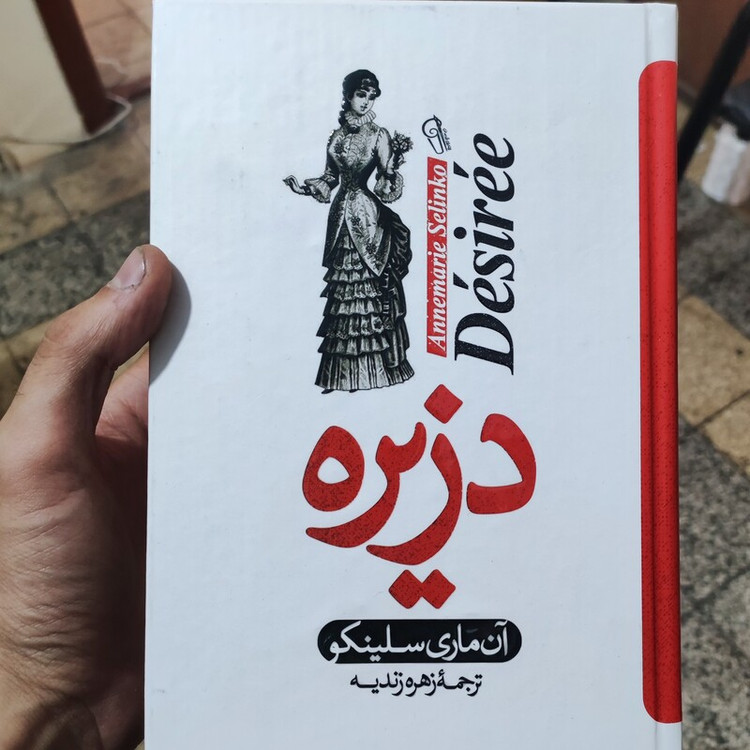 Annemarie Selinko
Désirée
دزیره
آن ماری سلینکو
ترجمهٔ زهره زندیه